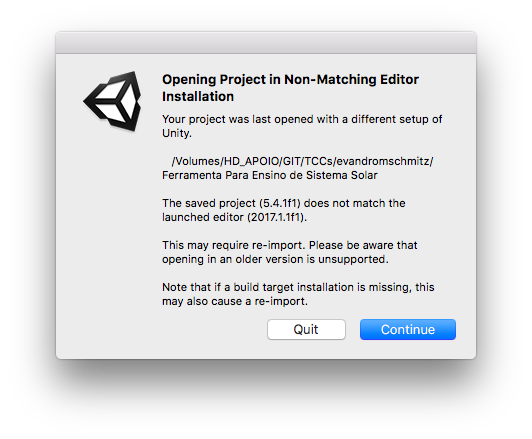 Opening Project in Non-Matching Editor
Installation
Your project was last opened with a different setup of
Unity.
/Volumes/HD_APOIO/GIT/TCCs/evandromschmitz/
Ferramenta Para Ensino de Sistema Solar
The saved project (5.4.1f1) does not match the
launched editor (2017.1.1f1).
This may require re-import. Please be aware that
opening in an older version is unsupported.
Note that if a build target installation is missing, this
may also cause a re-import.
Quit
Continue